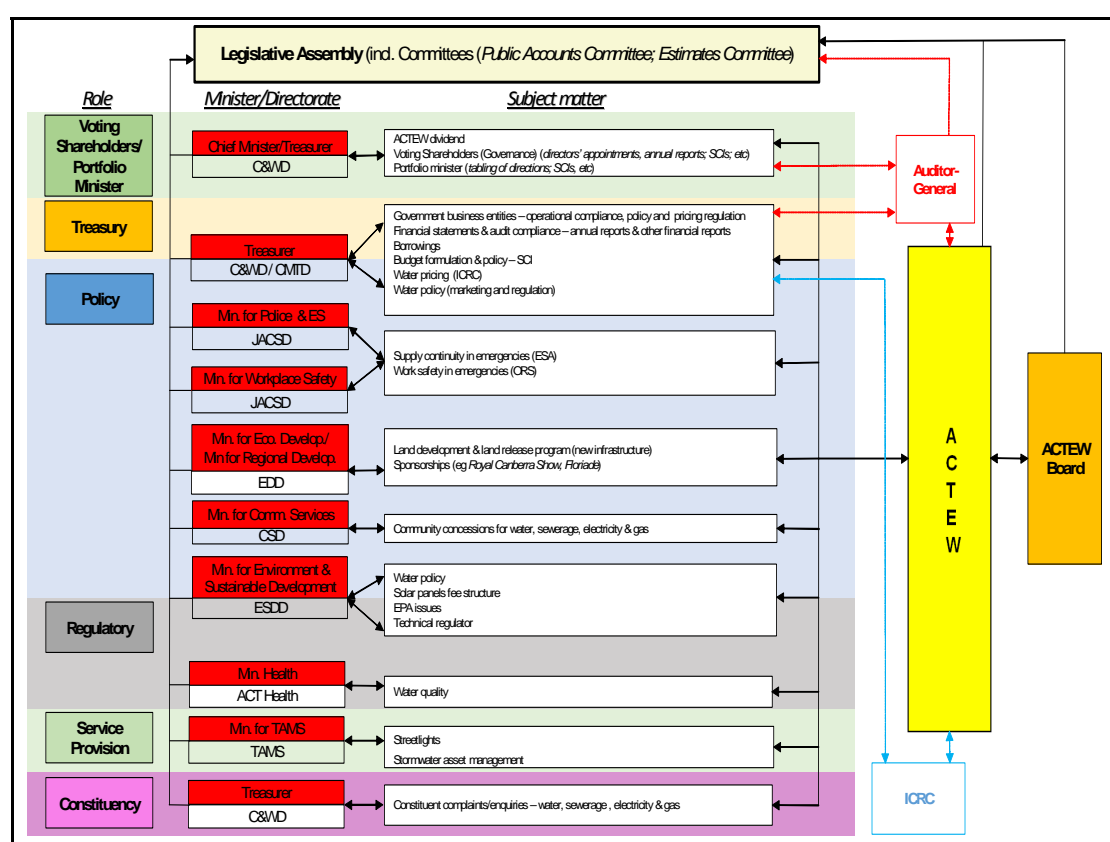 Legislative Assembly (incl. Committees (Public Accounts Committee; Estimates Committee)
Role
Minister/Directorate
Subject matter
Voting
Shareholders/
Portfolio
Minister
Chief Minister/Treasurer
C&WD
ACTEW dividend
Voting Shareholders (Governance) (directors' appointments, annual reports; SCIs; etc)
Portfolio minister (tabling of directions; SCIs, etc)
Auditor-
General
Treasury
Treasurer
C&WD / CMTD
Government business entities – operational compliance, policy and pricing regulation
Financial statements & audit compliance – annual reports & other financial reports
Borrowings
Budget formulation & policy – SCI
Water pricing (ICRC)
Water policy (marketing and regulation)
Policy
Min. for Police & ES
JACSD
Min. for Workplace Safety
JACSD
Supply continuity in emergencies (ESA)
Work safety in emergencies (ORS)
Min. for Eco. Develop./
Min for Regional Develop.
EDD
Land development & land release program (new infrastructure)
Sponsorships (eg Royal Canberra Show, Floriade)
A
C
T
E
W
ACTEW
Board
Min. for Comm. Services
CSD
Community concessions for water, sewerage, electricity & gas
Min. for Environment &
Sustainable Development
ESDD
Water policy
Solar panels fee structure
EPA issues
Technical regulator
Regulatory
Min. Health
ACT Health
Water quality
Service
Provision
Min. for TAMS
TAMS
Streetlights
Stormwater asset management
Constituency
Treasurer
C&WD
Constituent complaints/enquiries – water, sewerage , electricity & gas
ICRC